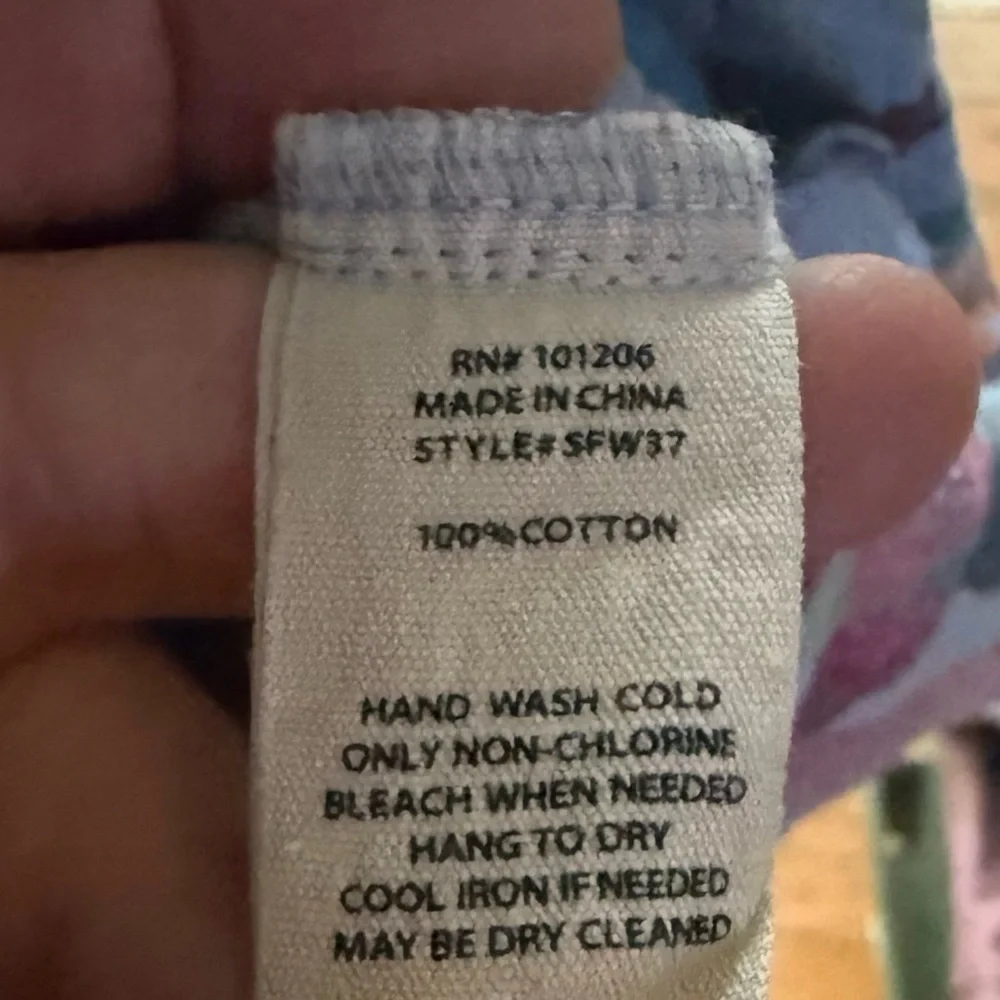 RN# 101206
MADE IN CHINA
STYLE# SFW37
100% COTTON
HAND WASH COLD
ONLY NON-CHLORINE
BLEACH WHEN NEEDED
HANG TO DRY
COOL IRON IF NEEDED
MAY BE DRY CLEANED